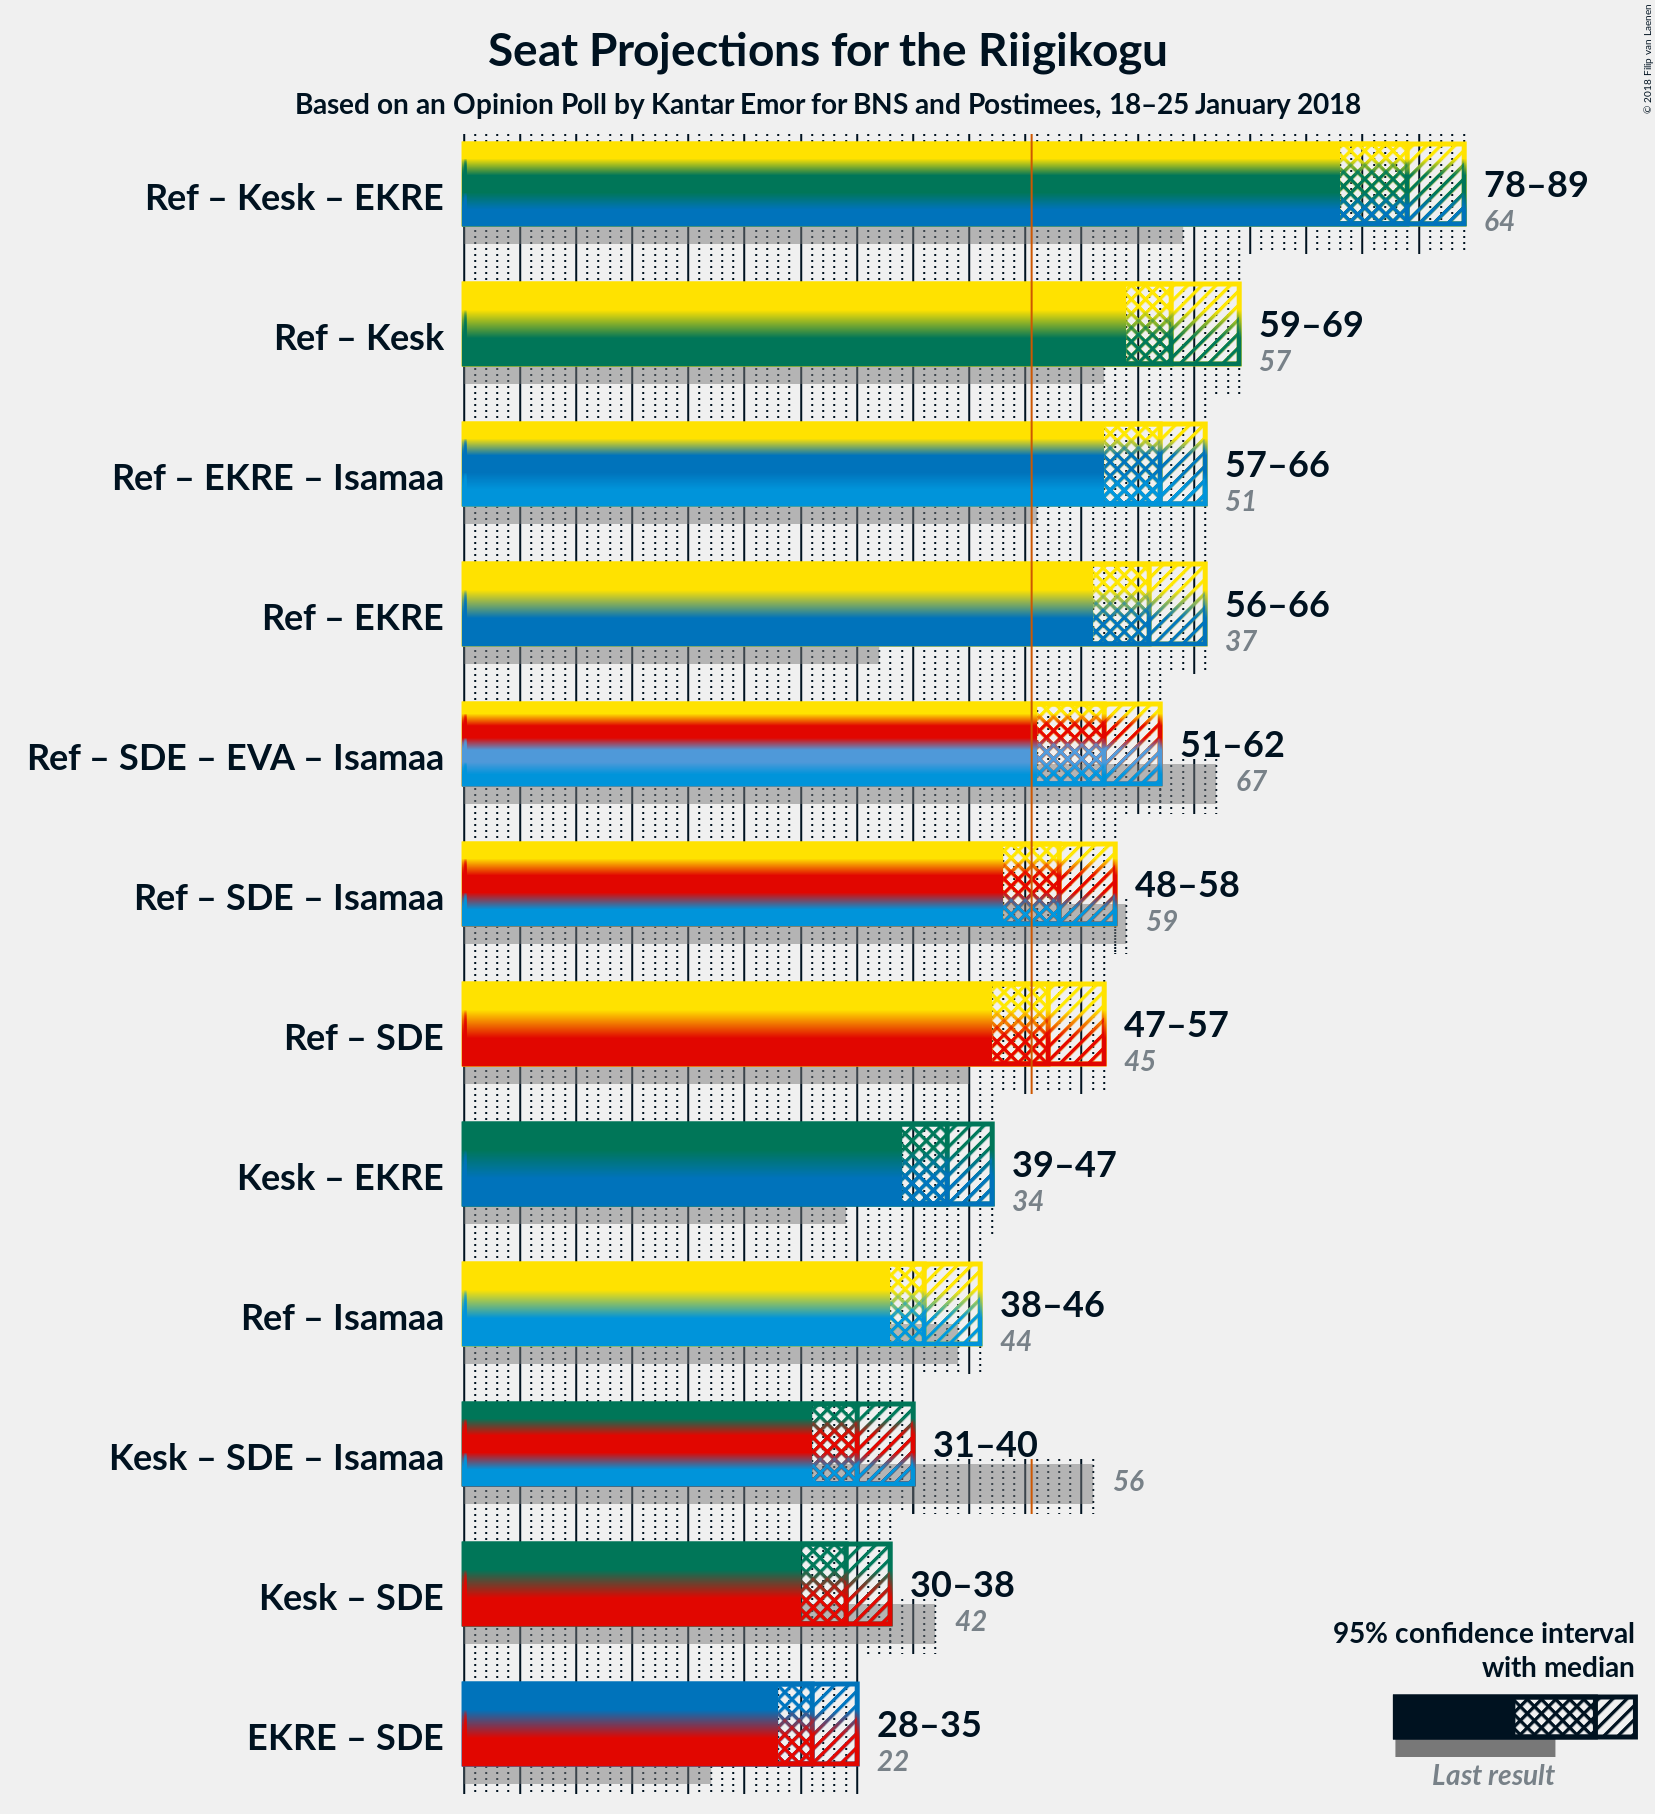 Seat Projections for the Riigikogu
Based on an Opinion Poll by Kantar Emor for BNS and Postimees, 18–25 January 2018
© 2018 Filip van Laenen
Ref – Kesk – EKRE
78–89
64
Ref – Kesk
59–69
57
Ref – EKRE – Isamaa
57–66
51
Ref – EKRE
56–66
37
Ref – SDE – EVA – Isamaa
51–62
67
Ref – SDE – Isamaa
48–58
59
Ref – SDE
47–57
45
Kesk – EKRE
39–47
34
Ref – Isamaa
38–46
44
Kesk – SDE – Isamaa
31–40
56
Kesk – SDE
30–38
42
EKRE – SDE
28–35
22
95% confidence interval
with median
Last result